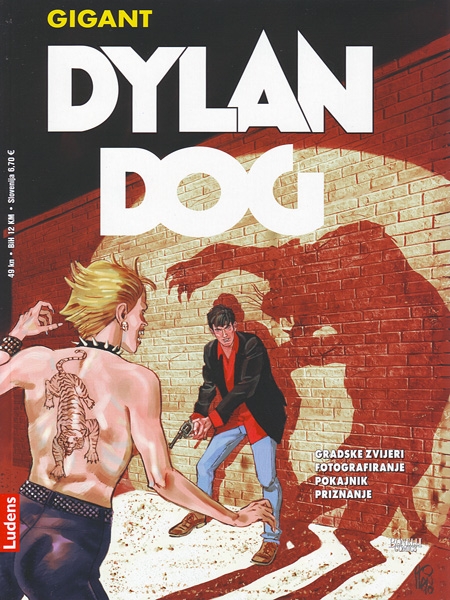 GIGANT
DYLAN
DOG
49 kn • BIH 12 KM • Slovenija 6,70 €
GRADSKE ZVIJERI
FOTOGRAFIRANJE
POKAJNIK
PRIZNANJE
Ludens